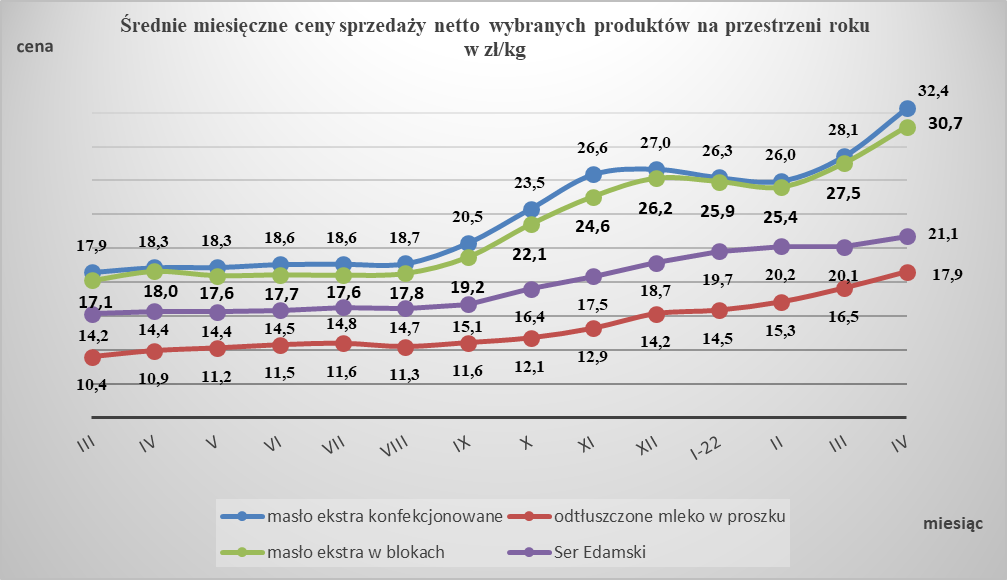 Średnie miesięczne ceny sprzedaży netto wybranych produktów na przestrzeni roku
w zł/kg
cena
17,9 18,3 18,3 18,6 18,6 18,7 20,5 23,5 26,6 27,0 26,3 26,0 28,1 32,4
17,1 18,0 17,6 17,7 17,6 17,8 19,2 22,1 24,6 26,2 25,9 25,4 27,5 30,7
14,2 14,4 14,4 14,5 14,8 14,7 15,1 16,4 17,5 18,7 19,7 20,2 20,1 21,1
10,4 10,9 11,2 11,5 11,6 11,3 11,6 12,1 12,9 14,2 14,5 15,3 16,5 17,9
III IV V VI VII VIII IX X XI XII I-22 II III IV
masło ekstra konfekcjonowane odtłuszczone mleko w proszku
masło ekstra w blokach Ser Edamski
miesiąc